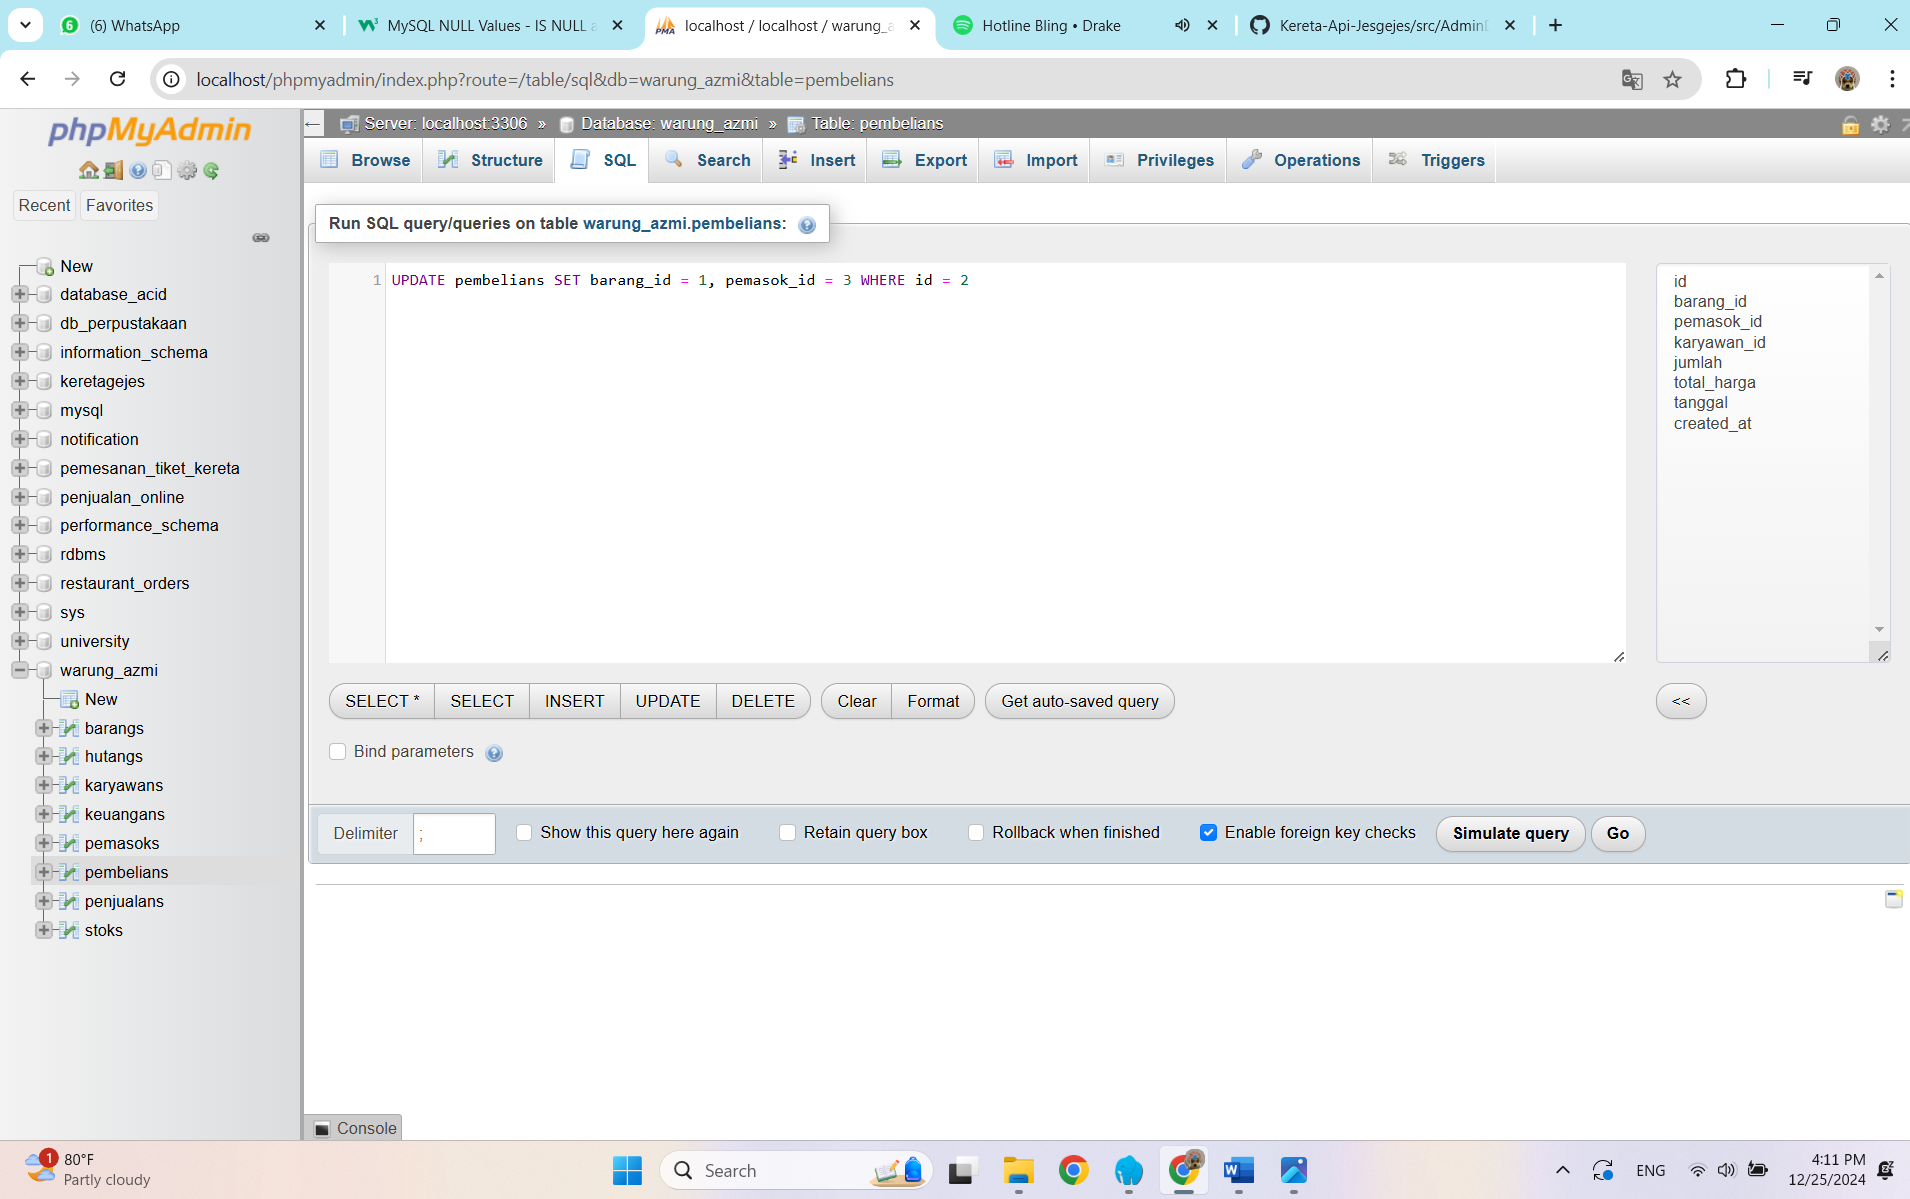 (6) WhatsApp
MySQL NULL Values - IS NULL a
localhost / localhost / warung_a
Hotline Bling • Drake
Kereta-Api-Jesgejes/src/Admin
localhost/phpmyadmin/index.php?route=/table/sql&db=warung_azmi&table=pembelians
phpMyAdmin
Recent
Favorites
New
database_acid
db_perpustakaan
information_schema
keretagejes
mysql
notification
pemesanan_tiket_kereta
penjualan_online
performance_schema
rdbms
restaurant_orders
sys
university
warung_azmi
New
barangs
hutangs
karyawans
keuangans
pemasoks
pembelians
penjualans
stoks
Server: localhost:3306 » Database: warung_azmi » Table: pembelians
Browse
Structure
SQL
Search
Insert
Export
Import
Privileges
Operations
Triggers
Run SQL query/queries on table warung_azmi.pembelians:
1 UPDATE pembelians SET barang_id = 1, pemasok_id = 3 WHERE id = 2
id
barang_id
pemasok_id
karyawan_id
jumlah
total_harga
tanggal
created_at
SELECT *
SELECT
INSERT
UPDATE
DELETE
Clear
Format
Get auto-saved query
<<
Bind parameters
Delimiter
;
Show this query here again
Retain query box
Rollback when finished
Enable foreign key checks
Simulate query
Go
Console
1
80°F
Partly cloudy
Search
ENG
4:11 PM
12/25/2024